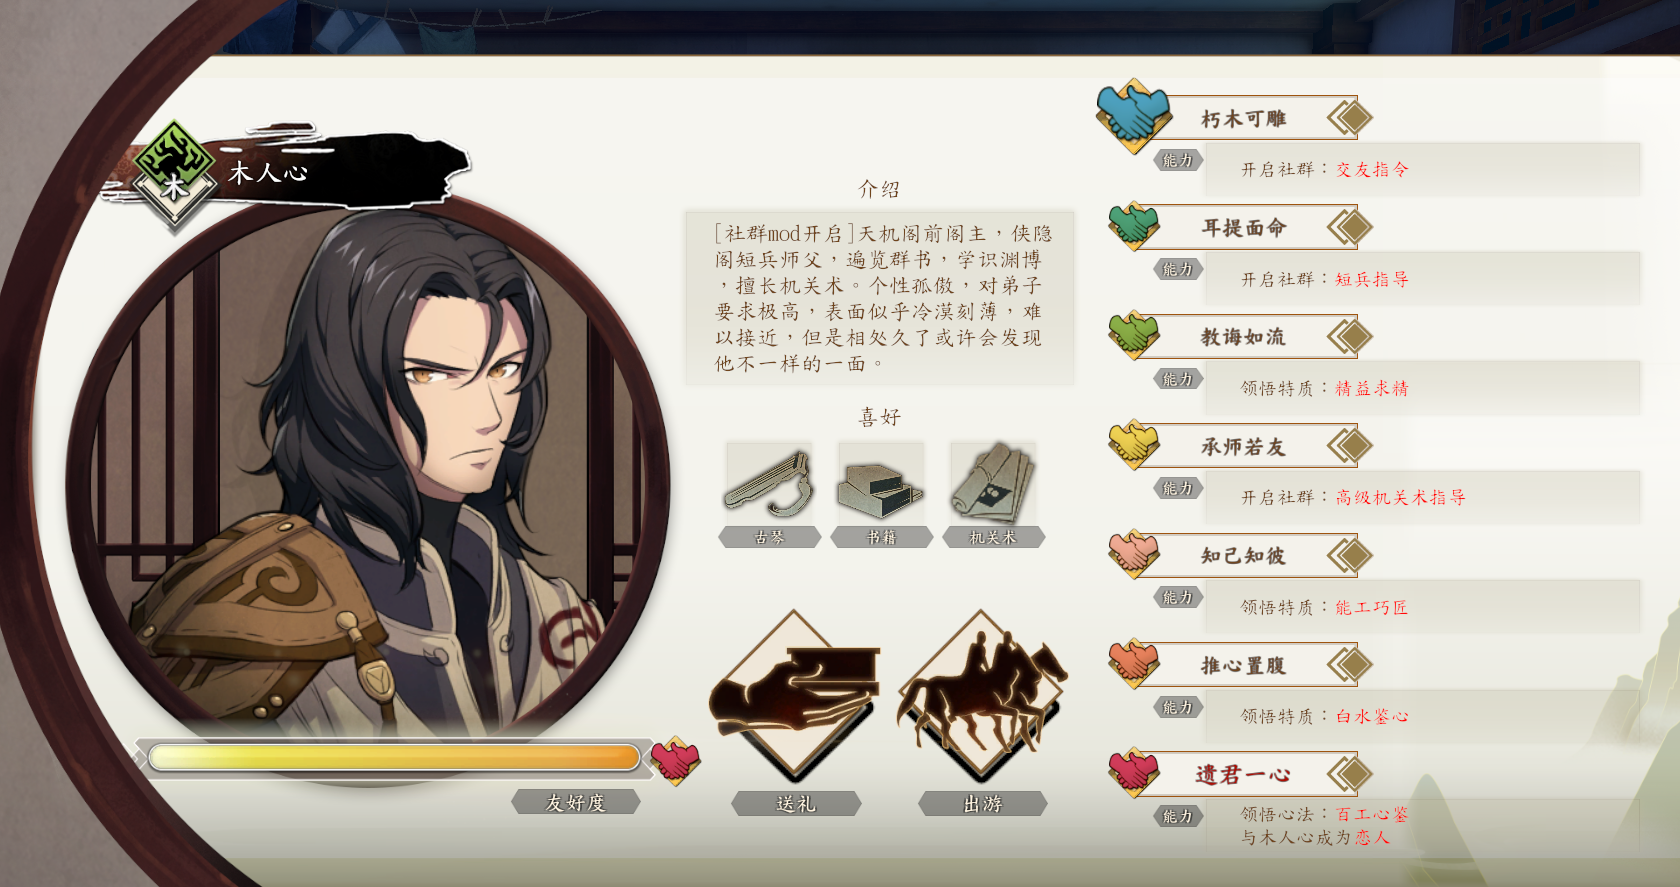 木
木人心
友好度
介绍
[社群mod开启]天机阁前阁主，侠隐
阁短兵师父，遍览群书，学识渊博
，擅长机关术。个性孤傲，对弟子
要求极高，表面似乎冷漠刻薄，难
以接近，但是相处久了或许会发现
他不一样的一面。
喜好
古琴
书籍
机关术
送礼
出游
朽木可雕
能力
开启社群：交友指令
耳提面命
能力
开启社群：短兵指导
教诲如流
能力
领悟特质：精益求精
承师若友
能力
开启社群：高级机关术指导
知己知彼
能力
领悟特质：能工巧匠
推心置腹
能力
领悟特质：白水鉴心
遗君一心
能力
领悟心法：百工心鉴
与木人心成为恋人